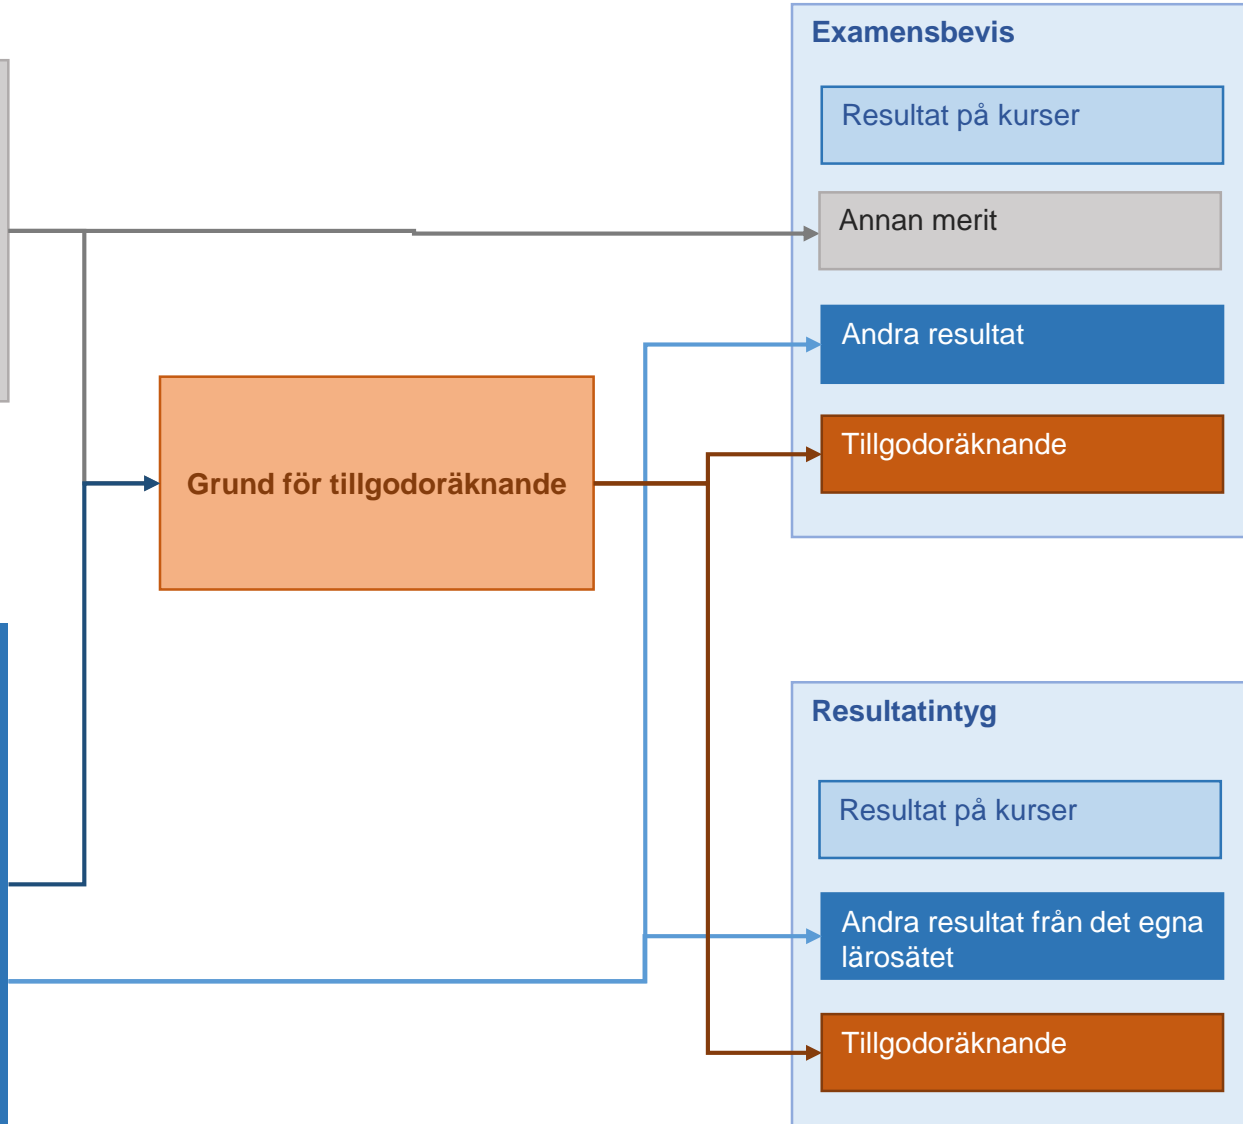 Examensbevis
Resultat på kurser
Annan merit
Andra resultat
Tillgodoräknande
Grund för tillgodoräknande
Resultatintyg
Resultat på kurser
Andra resultat från det egna
lärosätet
Tillgodoräknande